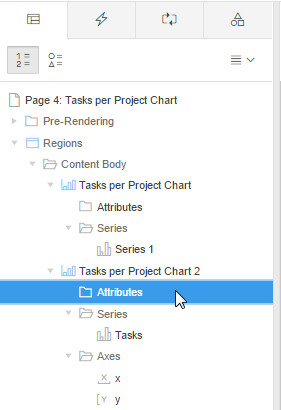 Page 4: Tasks per Project Chart
Pre-Rendering
Regions
Content Body
Tasks per Project Chart
Attributes
Series
Series 1
Tasks per Project Chart 2
Attributes
Series
Tasks
Axes
x
y